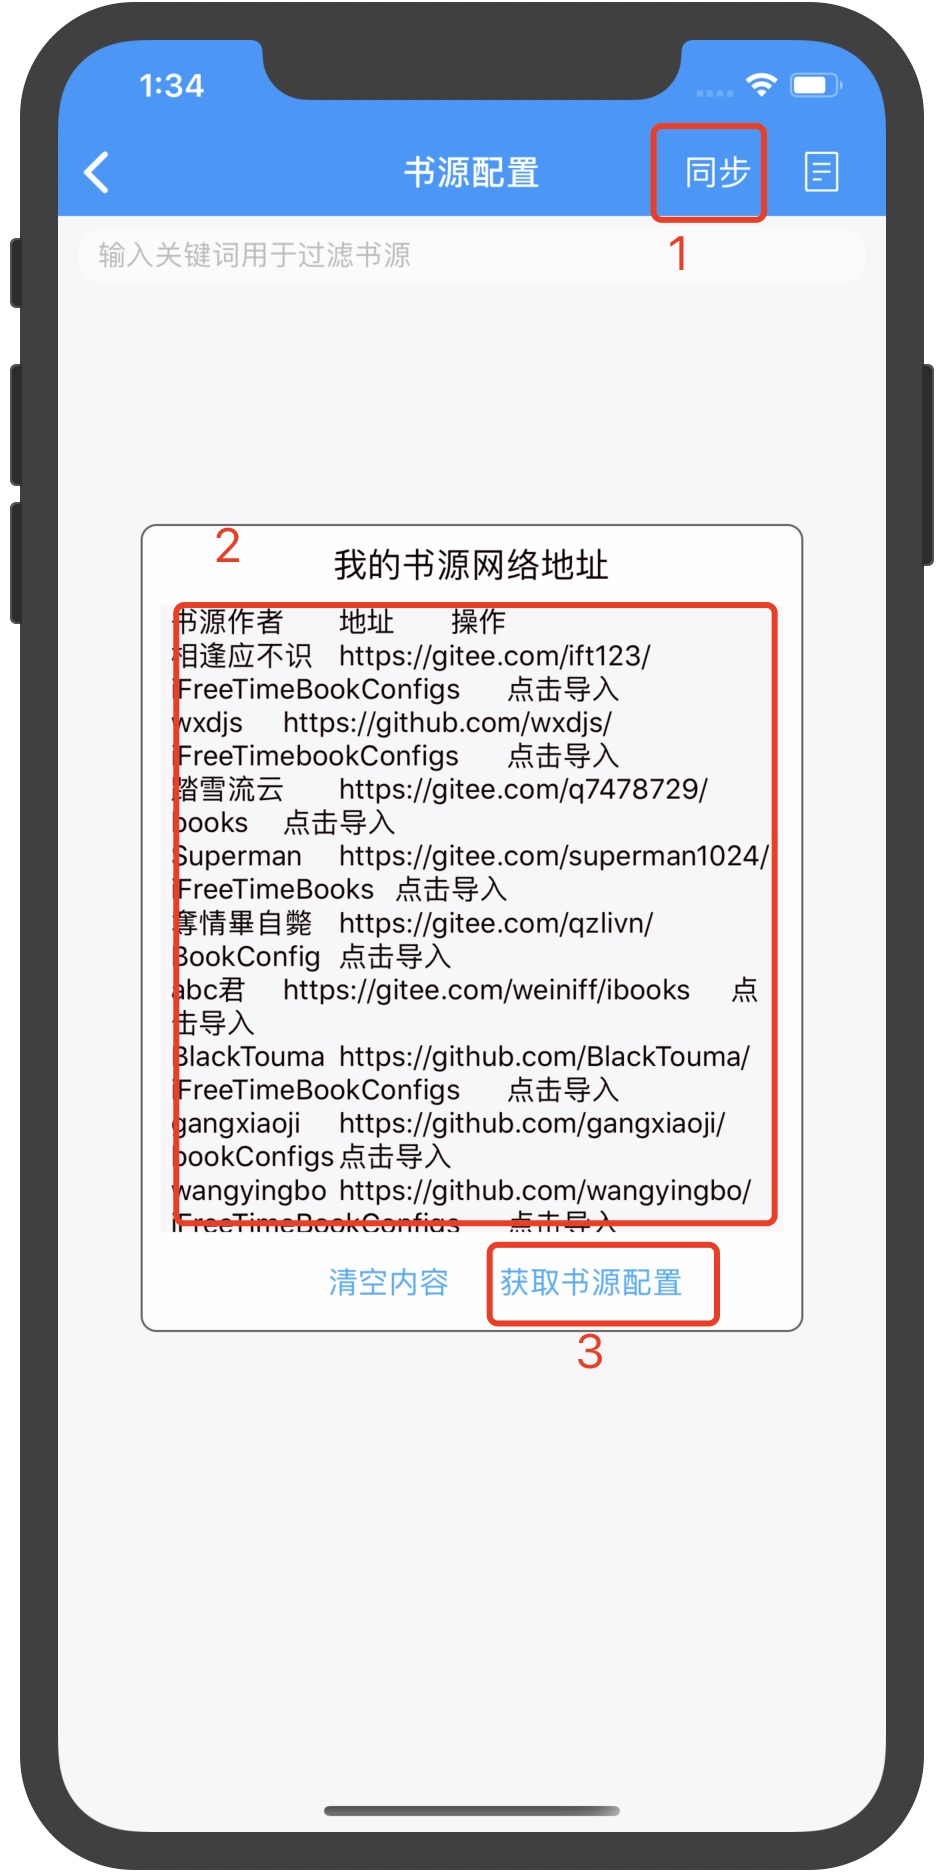 1:34
书源配置
同步
1
输入关键词用于过滤书源
2
我的书源网络地址
书源作者 地址 操作
相逢应不识 https://gitee.com/ift123/
iFreeTimeBookConfigs 点击导入
wxdjs https://github.com/wxdjs/
iFreeTimebookConfigs 点击导入
踏雪流云 https://gitee.com/q7478729/
books 点击导入
Superman https://gitee.com/superman1024/
iFreeTimeBooks 点击导入
奪情畢自斃 https://gitee.com/qzlivn/
BookConfig 点击导入
abc君 https://gitee.com/weiniff/ibooks 点
击导入
BlackTouma https://github.com/BlackTouma/
iFreeTimeBookConfigs 点击导入
gangxiaoji https://github.com/gangxiaoji/
bookConfigs 点击导入
wangyingbo https://github.com/wangyingbo/
iFreeTimeBookConfigs 点击导入
清空内容 获取书源配置
3